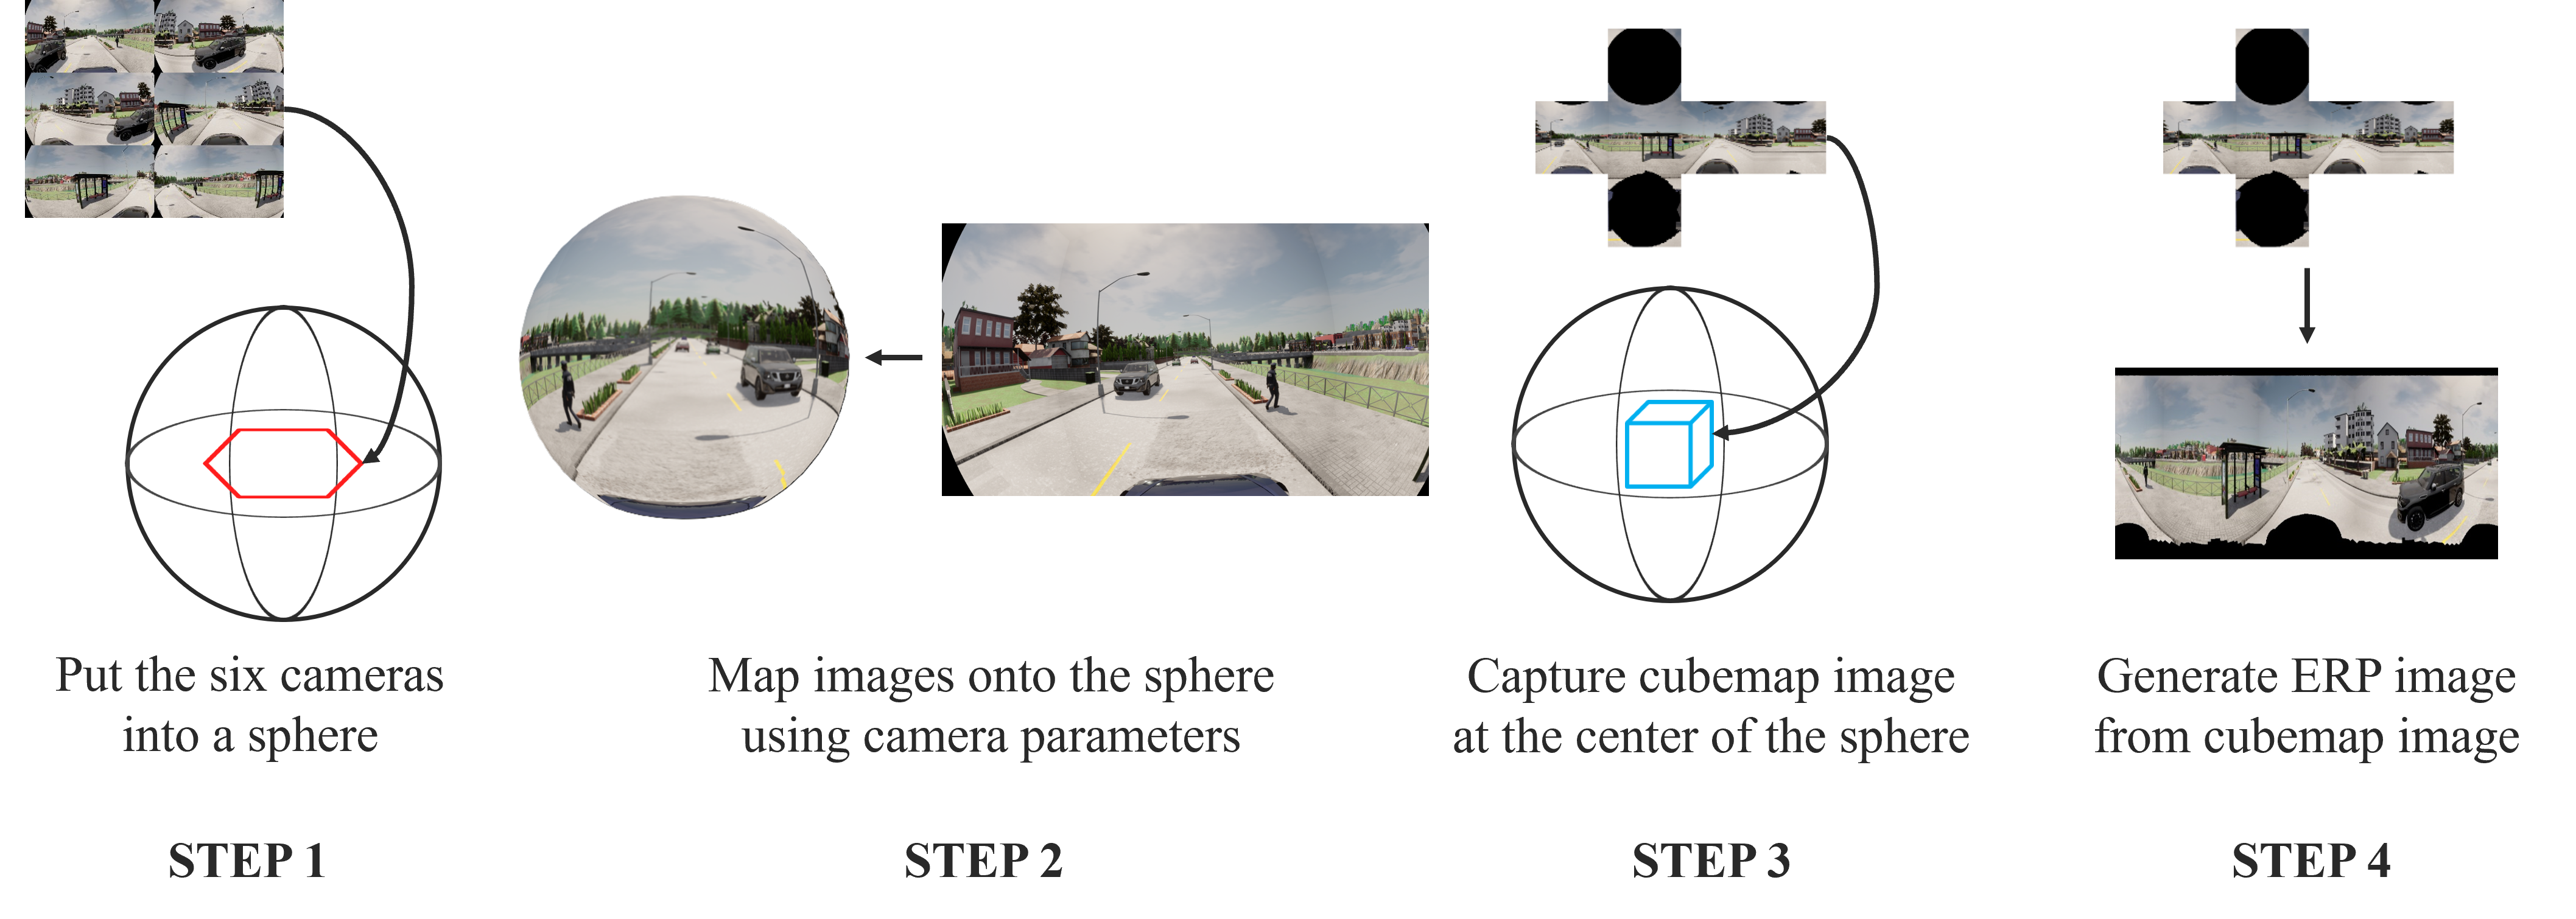 Put the six cameras
into a sphere
STEP 1
Map images onto the sphere
using camera parameters
STEP 2
Capture cubemap image
at the center of the sphere
STEP 3
Generate ERP image
from cubemap image
STEP 4